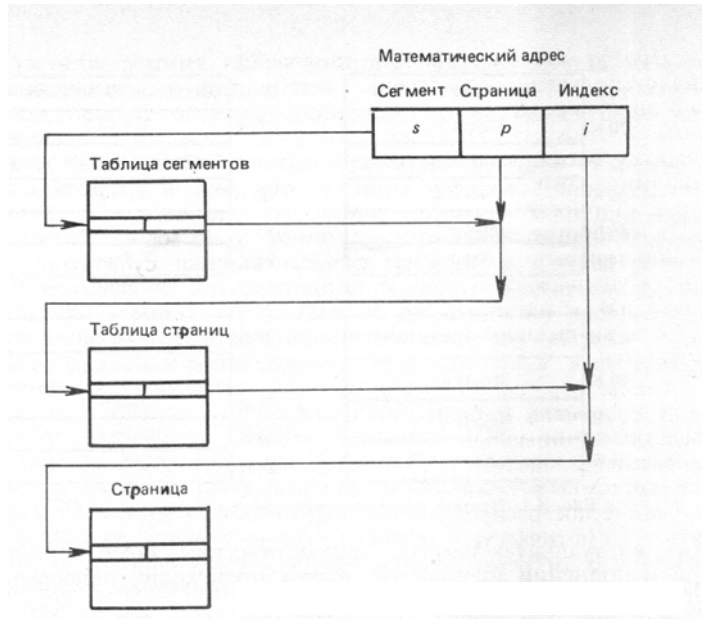 Математический адрес
Сегмент Страница Индекс
s p i
Таблица сегментов
Таблица страниц
Страница